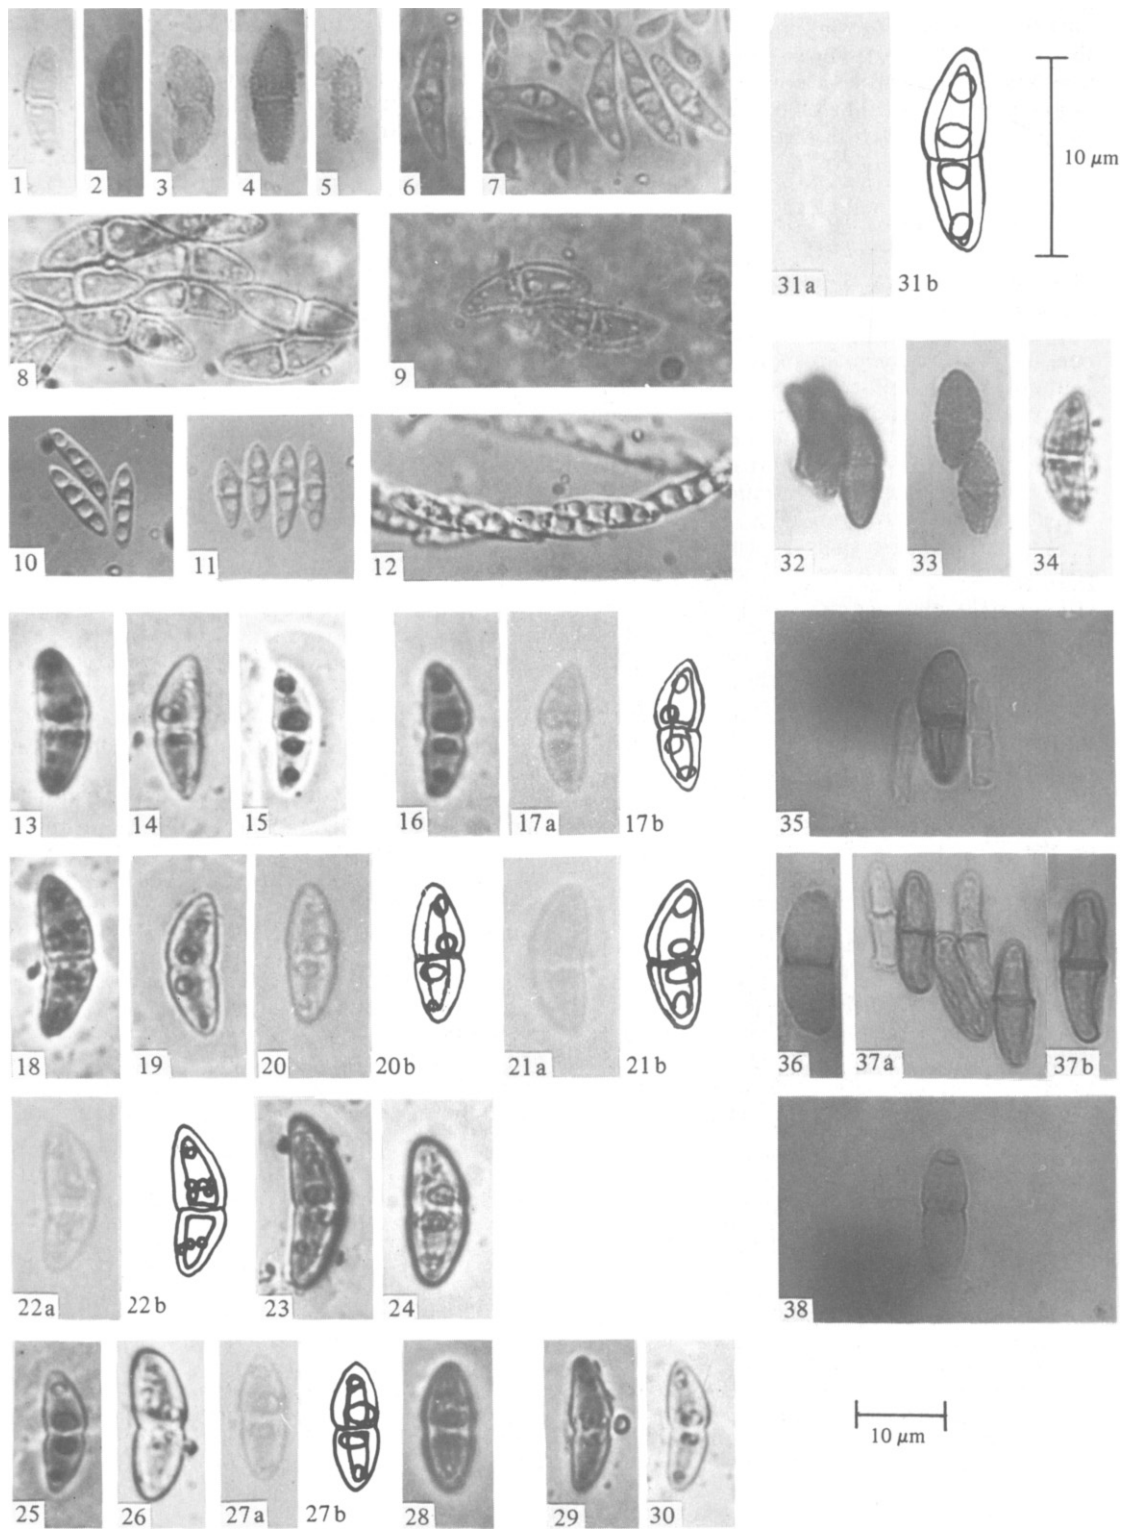 1 2 3 4 5 6 7
31a 31b
10 μm
8 9
10 11 12
32 33 34
13 14 15 16 17a 17b
35
18 19 20 20b 21a 21b
36 37a 37b
22a 22b 23 24
38
10 μm
25 26 27a 27b 28 29 30